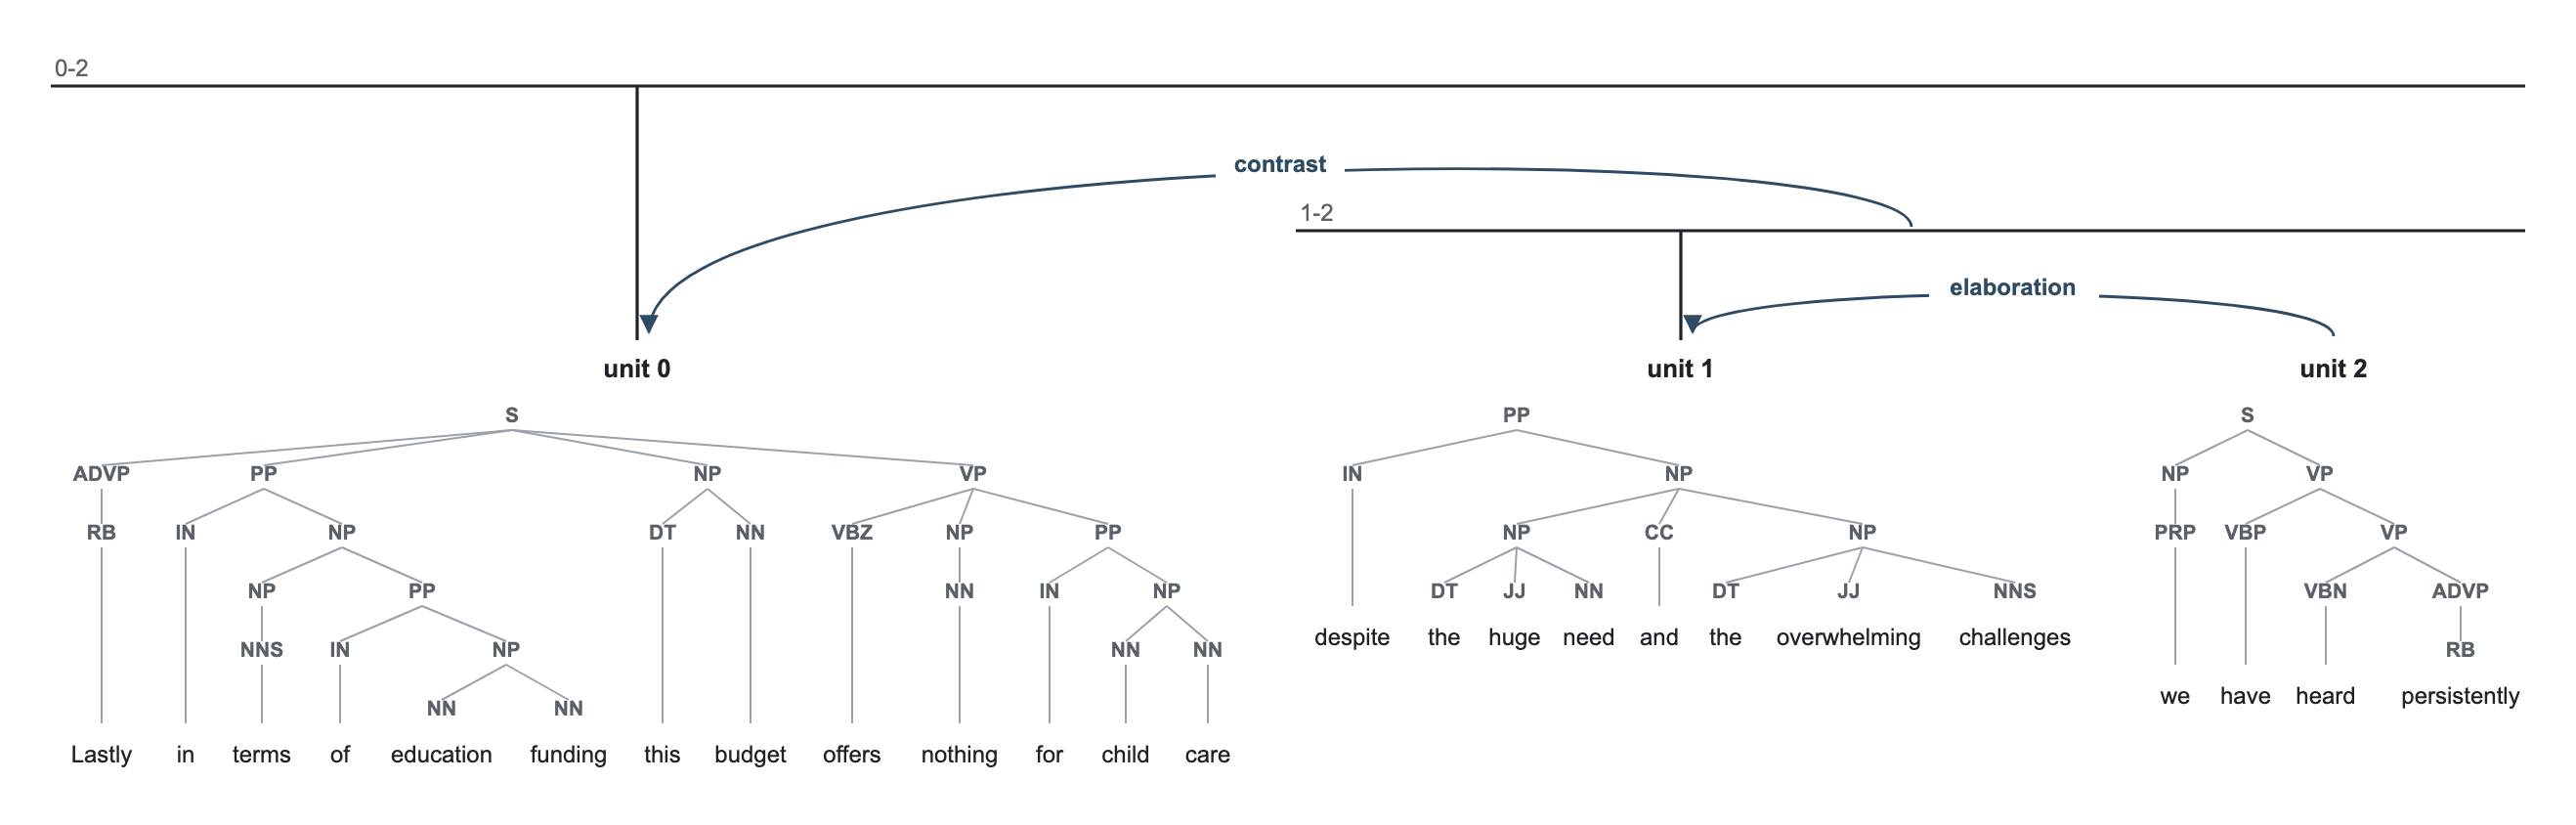 0-2
contrast
1-2
elaboration
unit 0 unit 1 unit 2
S PP S
ADVP PP NP VP IN NP NP VP
RB IN NP DT NN VBZ NP PP NP CC NP PRP VBP VP
NP PP NN IN NP DT JJ NN DT JJ NNS VBN ADVP
despite the huge need and the overwhelming challenges
NNS IN NP NN NN RB
we have heard persistently
NN NN
Lastly in terms of education funding this budget offers nothing for child care